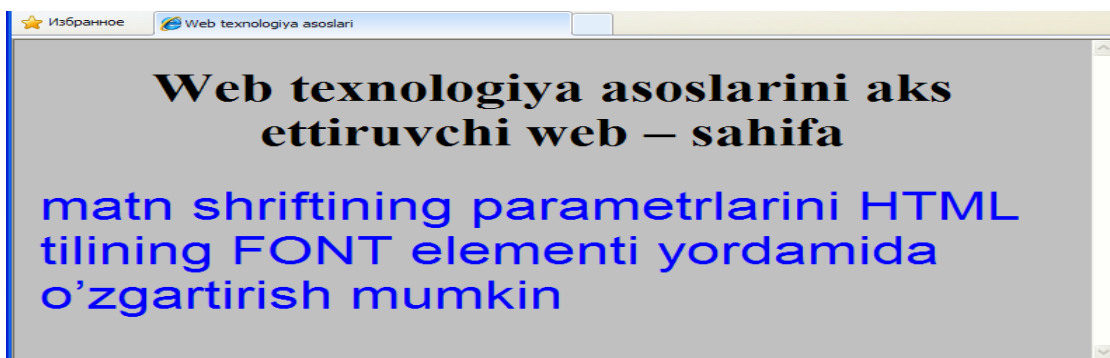 Избранное Web texnologiya asoslari
Web texnologiya asoslarini aks
ettiruvchi web – sahifa
matn shriftining parametrlarini HTML
tilining FONT elementi yordamida
o’zgartirish mumkin